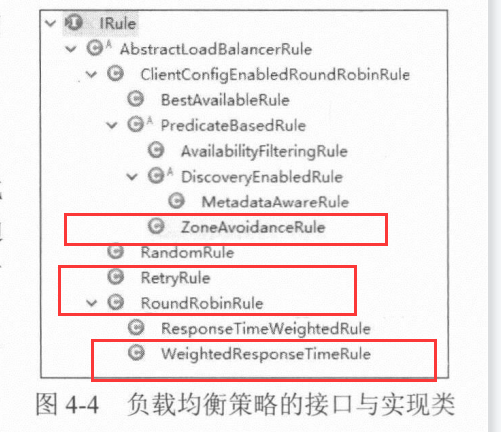 IRule
AbstractLoadBalancerRule
ClientConfigEnabledRoundRobinRule
BestAvailableRule
PredicateBasedRule
AvailabilityFilteringRule
DiscoveryEnabledRule
MetadataAwareRule
ZoneAvoidanceRule
RandomRule
RetryRule
RoundRobinRule
ResponseTimeWeightedRule
WeightedResponseTimeRule
图 4-4 负载均衡策略的接口与实现类